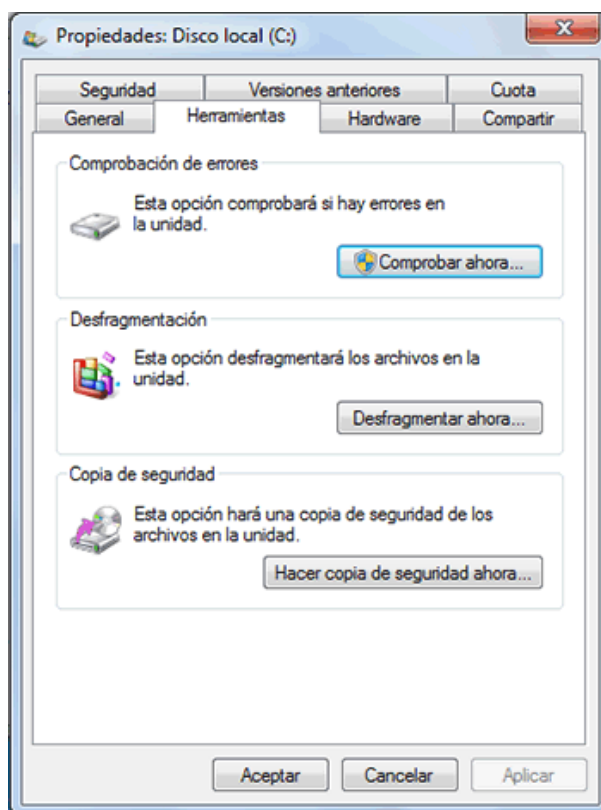 Propiedades: Disco local (C:)
Seguridad
Versiones anteriores
Cuota
General
Herramientas
Hardware
Compartir
Comprobación de errores
Esta opción comprobará si hay errores en
la unidad.
Comprobar ahora...
Desfragmentación
Esta opción desfragmentará los archivos en la
unidad.
Desfragmentar ahora...
Copia de seguridad
Esta opción hará una copia de seguridad de los
archivos en la unidad.
Hacer copia de seguridad ahora...
Aceptar
Cancelar
Aplicar